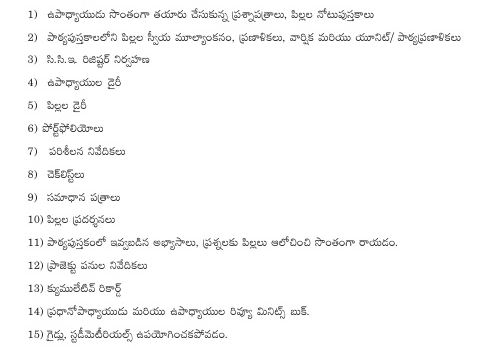 1) ఉపాధ్యాయుడు సొంతంగా తయారు చేసుకున్న ప్రశ్నాపత్రాలు, పిల్లల నోటుపుస్తకాలు
2) పాఠ్యపుస్తకాలలోని పిల్లల స్వీయ మూల్యాంకనం, ప్రణాళికలు, వార్షిక మరియు యూనిట్/ పాఠ్యప్రణాళికలు
3) సి.సి.ఇ. రిజిష్టర్ నిర్వహణ
4) ఉపాధ్యాయుల డైరీ
5) పిల్లల డైరీ
6) పోర్ట్‌ఫోలియోలు
7) పరిశీలన నివేదికలు
8) చెక్‌లిస్ట్‌లు
9) సమాధాన పత్రాలు
10) పిల్లల ప్రదర్శనలు
11) పాఠ్యపుస్తకంలో ఇవ్వబడిన అభ్యాసాలు, ప్రశ్నలకు పిల్లలు ఆలోచించి సొంతంగా రాయడం.
12) ప్రాజెక్టు పనుల నివేదికలు
13) క్యుములేటివ్ రికార్డ్
14) ప్రధానోపాధ్యాయుడు మరియు ఉపాధ్యాయుల రివ్యూ మినిట్స్ బుక్.
15) గైడ్లు, స్టడీమెటీరియల్స్ ఉపయోగించకపోవడం.